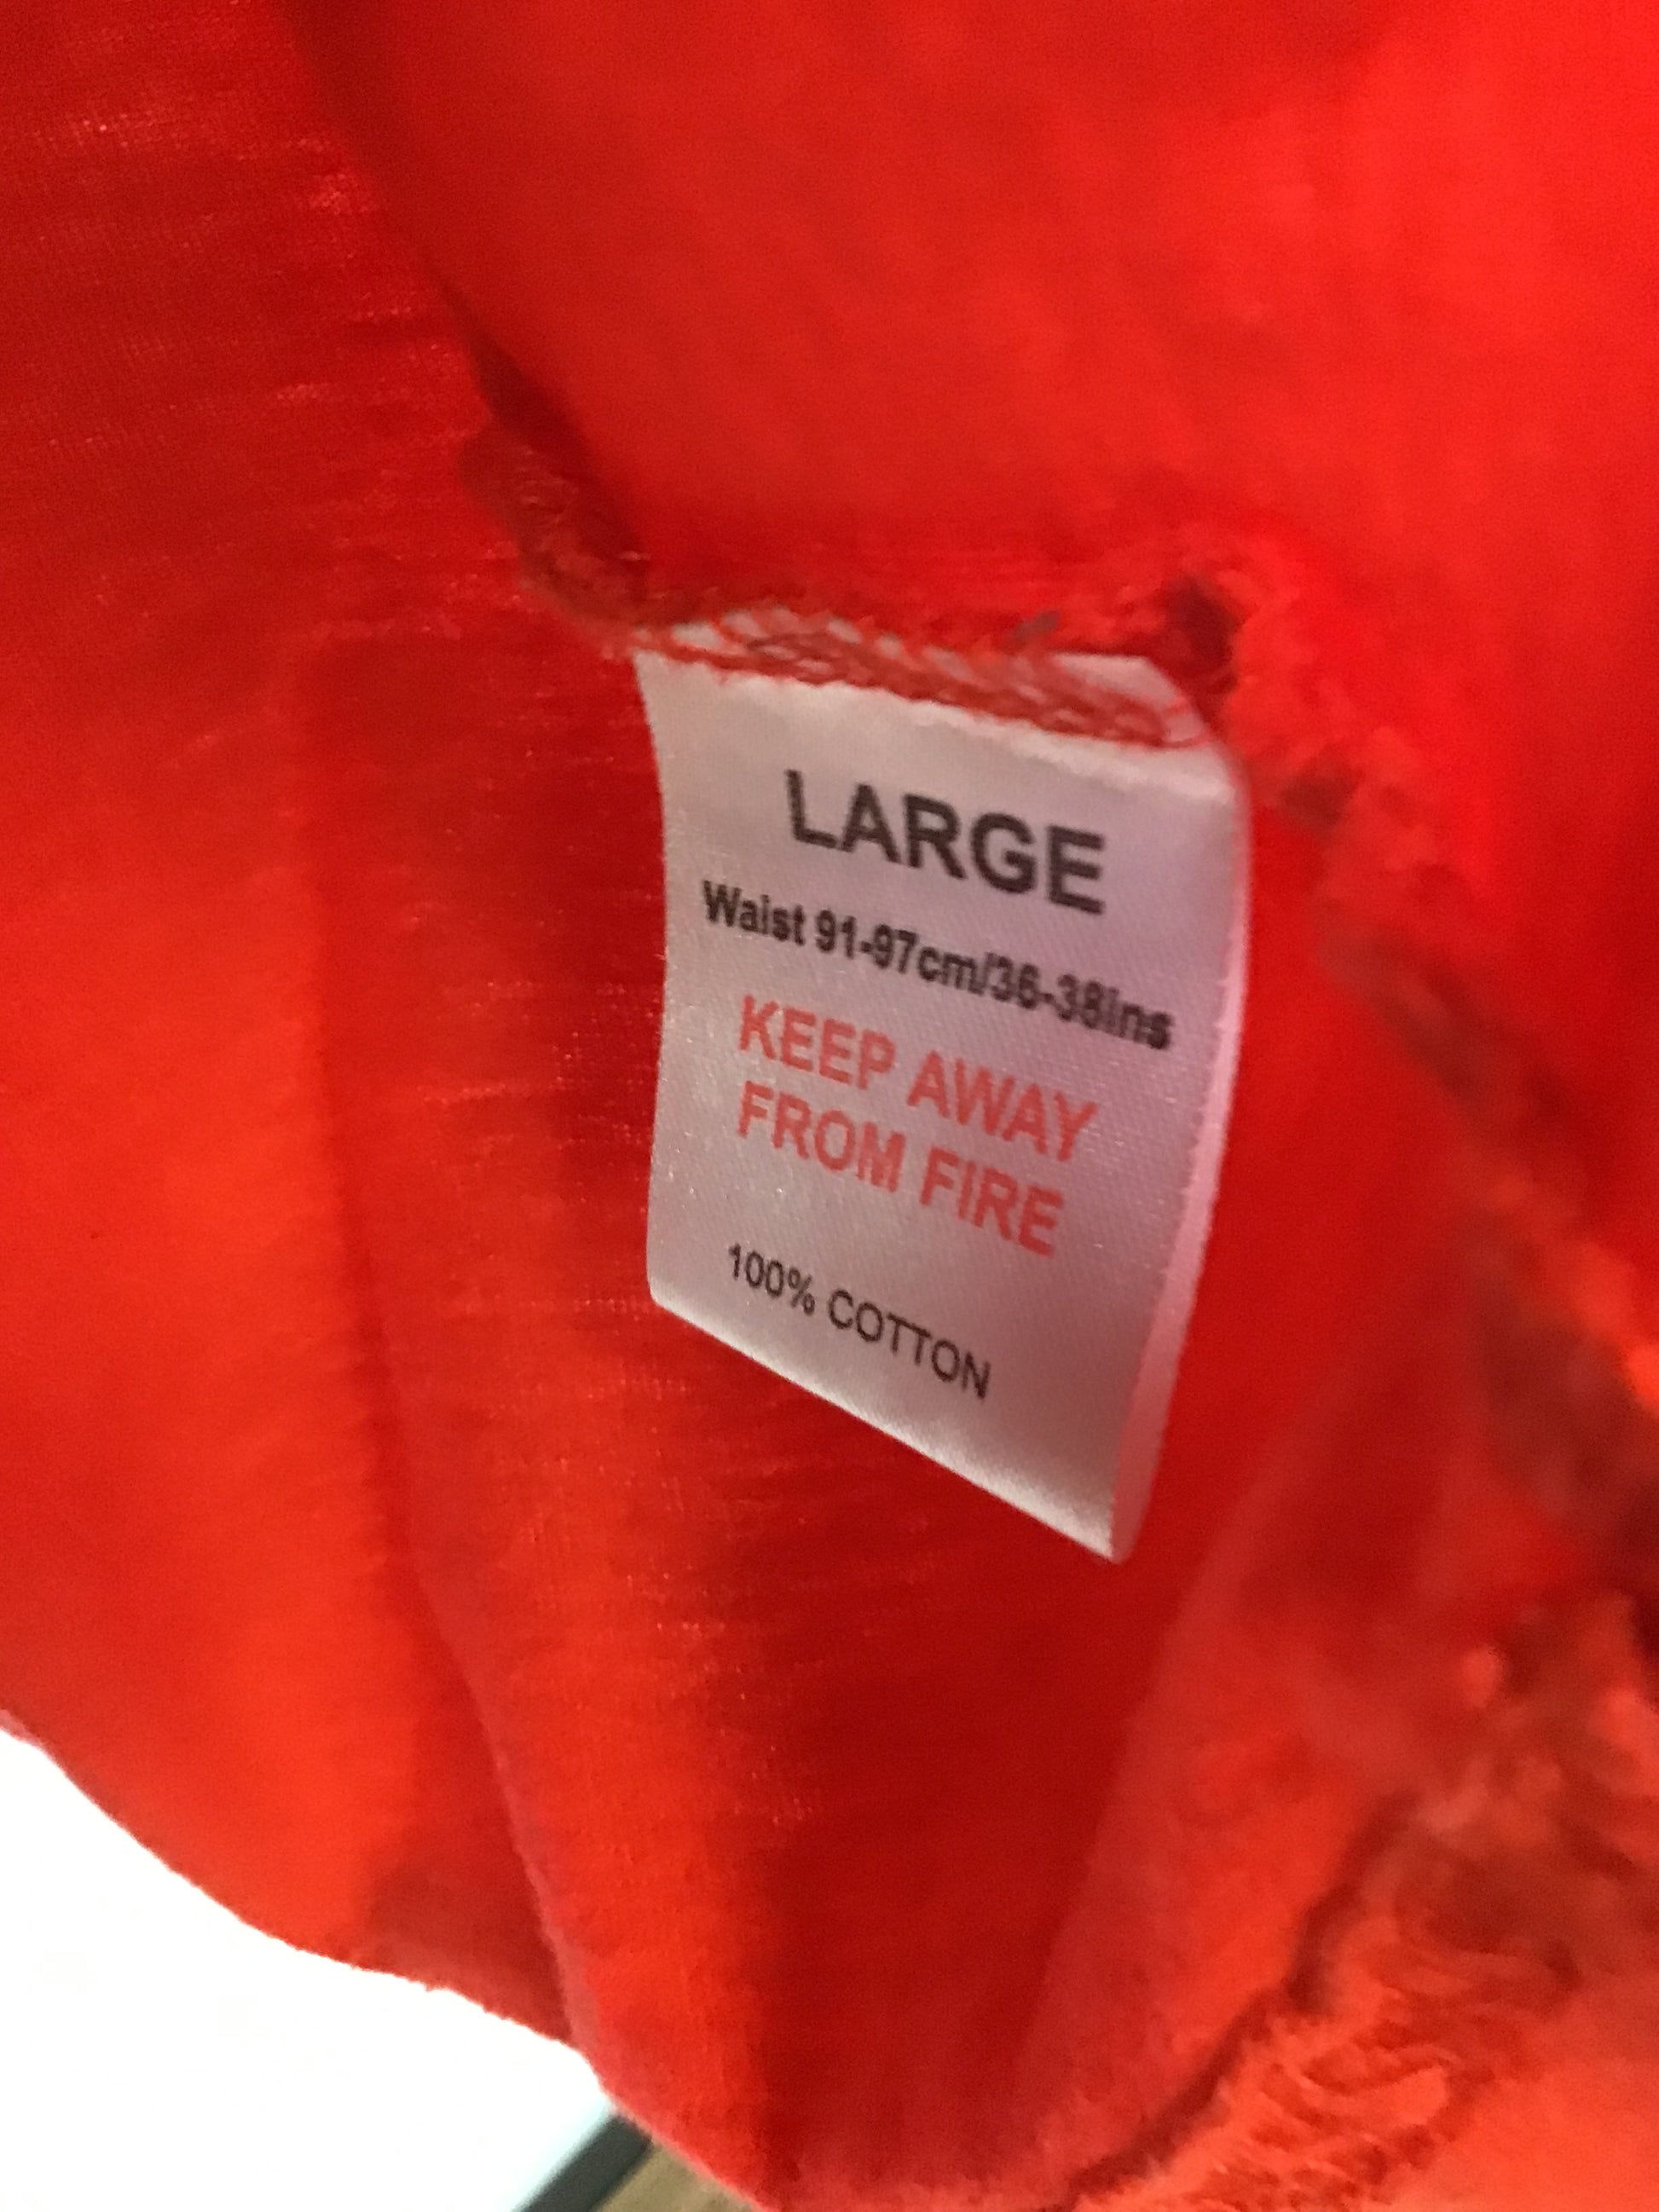 LARGE
Waist 91-97cm/36-38ins
KEEP AWAY
FROM FIRE
100% COTTON